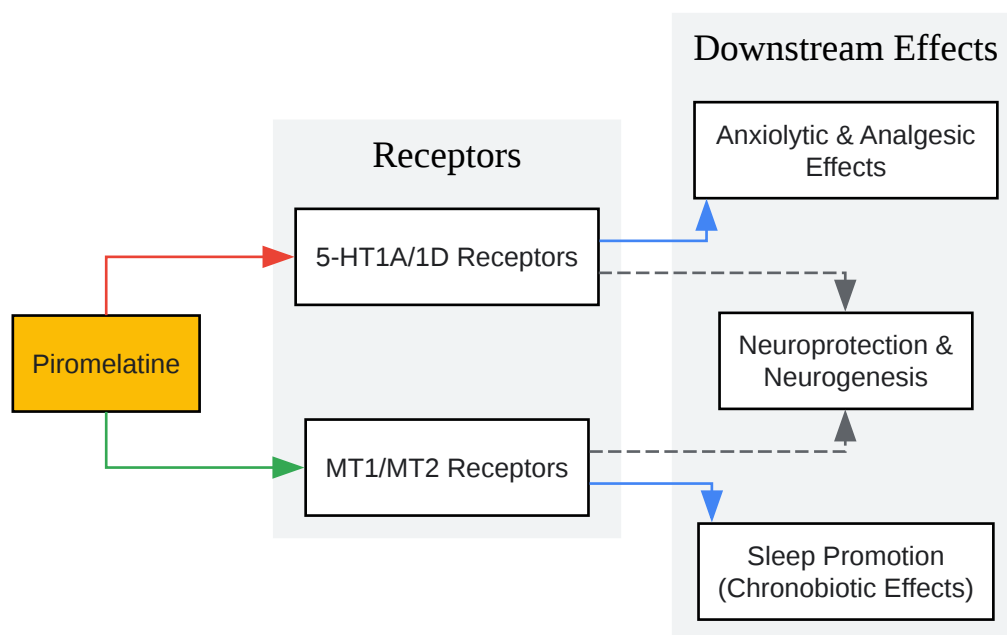 Downstream Effects
Anxiolytic & Analgesic
Effects
Receptors
5-HT1A/1D Receptors
Piromelatine
Neuroprotection &
Neurogenesis
MT1/MT2 Receptors
Sleep Promotion
(Chronobiotic Effects)